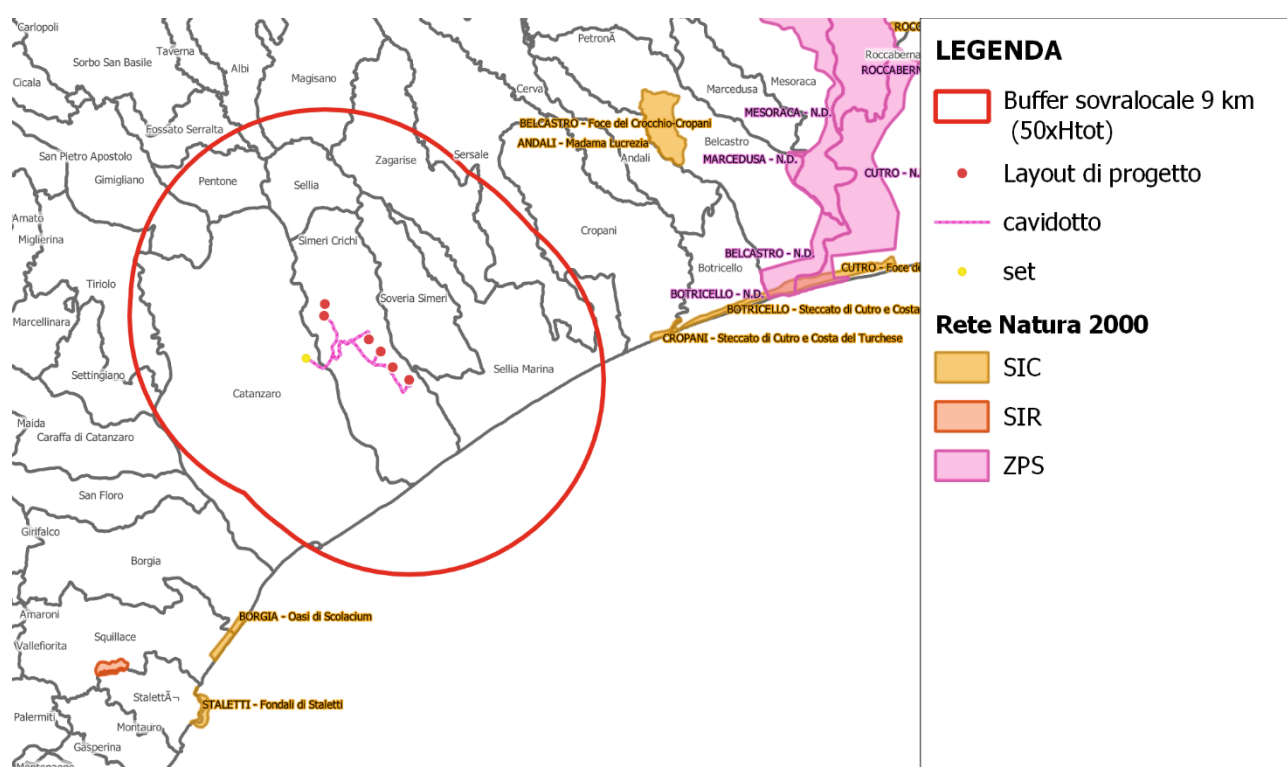 Carlopoli
Taverna
Sorbo San Basile
Albi
Magisano
Cicala
Fossato Serralta
San Pietro Apostolo
Gimigliano
Pentone
Sellia
Zagarise
Sersale
Cerva
PetronÃ
Marcedusa
Mesoraca
ROCC
Roccaberna
ROCCABERN
MESORACA - N.D.
BELCASTRO - Foce del Crocchio-Cropani
ANDALI - Madama Lucrezia
Belcastro
Andali
MARCEDUSA - N.D.
CUTRO - N.
Amato
Miglierina
Simeri Crichi
Cropani
BELCASTRO - N.D.
Botricello
CUTRO - Foce de
Tiriolo
Soveria Simeri
BOTRICELLO - N.D.
BOTRICELLO - Steccato di Cutro e Costa
Marcellinara
CROPANI - Steccato di Cutro e Costa del Turchese
Settingiano
Sellia Marina
Catanzaro
Maida
Caraffa di Catanzaro
San Floro
Girifalco
Borgia
Amaroni
BORGIA - Oasi di Scolacium
Squillace
Vallefiorita
StalettÃ¬
STALETTI - Fondali di Staletti
Palermiti
Montauro
Gasperina
LEGENDA
Buffer sovralocale 9 km
(50xHtot)
Layout di progetto
cavidotto
set
Rete Natura 2000
SIC
SIR
ZPS